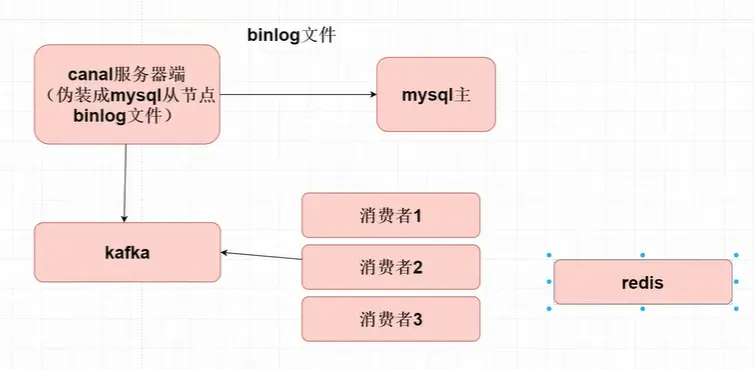 binlog文件
canal服务器端
（伪装成mysql从节点
binlog文件）
mysql主
kafka
消费者1
消费者2
消费者3
redis